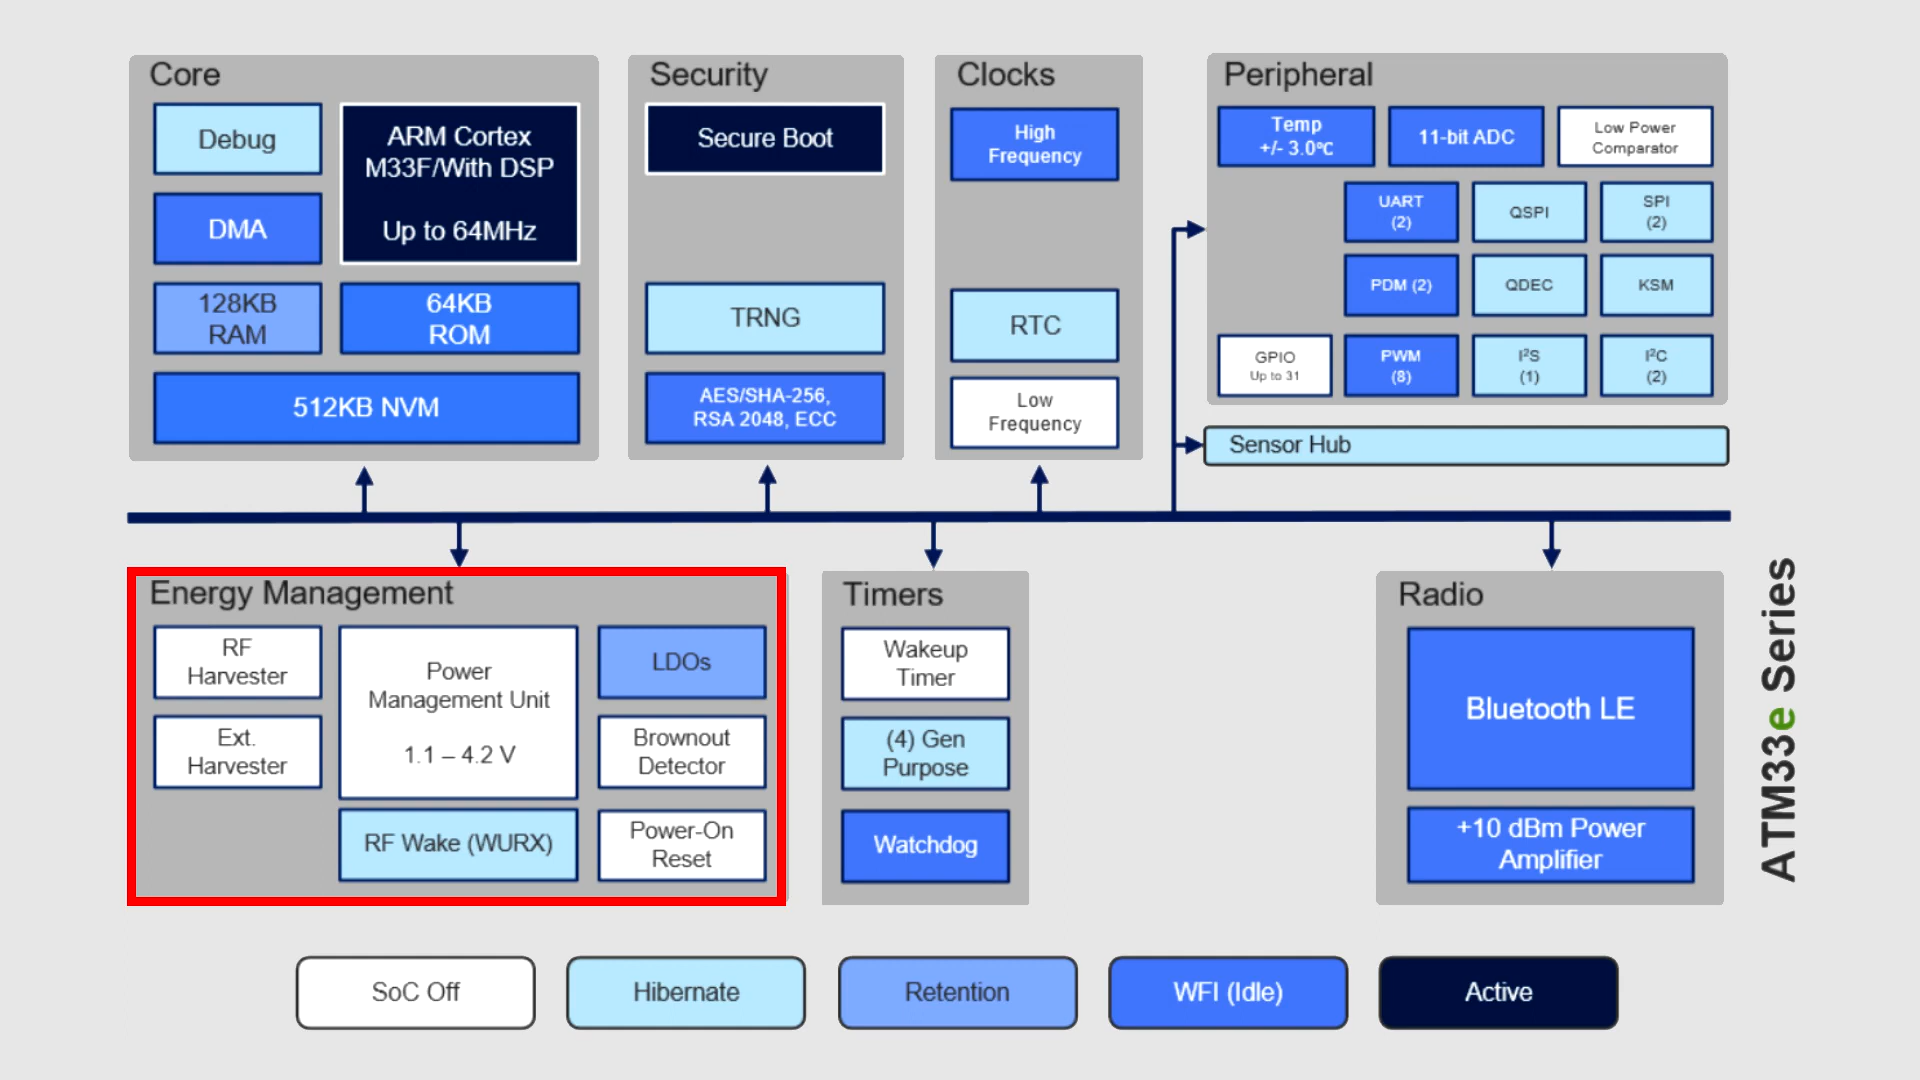 Core
Debug
ARM Cortex
M33F/With DSP
Up to 64MHz
DMA
128KB
RAM
64KB
ROM
512KB NVM
Security
Secure Boot
TRNG
AES/SHA-256,
RSA 2048, ECC
Clocks
High
Frequency
RTC
Low
Frequency
Peripheral
Temp
+/- 3.0℃
11-bit ADC
Low Power
Comparator
UART
(2)
QSPI
SPI
(2)
PDM (2)
QDEC
KSM
GPIO
Up to 31
PWM
(8)
I²S
(1)
I²C
(2)
Sensor Hub
Energy Management
RF
Harvester
Power
Management Unit
1.1 – 4.2 V
LDOs
Ext.
Harvester
Brownout
Detector
RF Wake (WURX)
Power-On
Reset
Timers
Wakeup
Timer
(4) Gen
Purpose
Watchdog
Radio
Bluetooth LE
+10 dBm Power
Amplifier
ATM33e Series
SoC Off
Hibernate
Retention
WFI (Idle)
Active